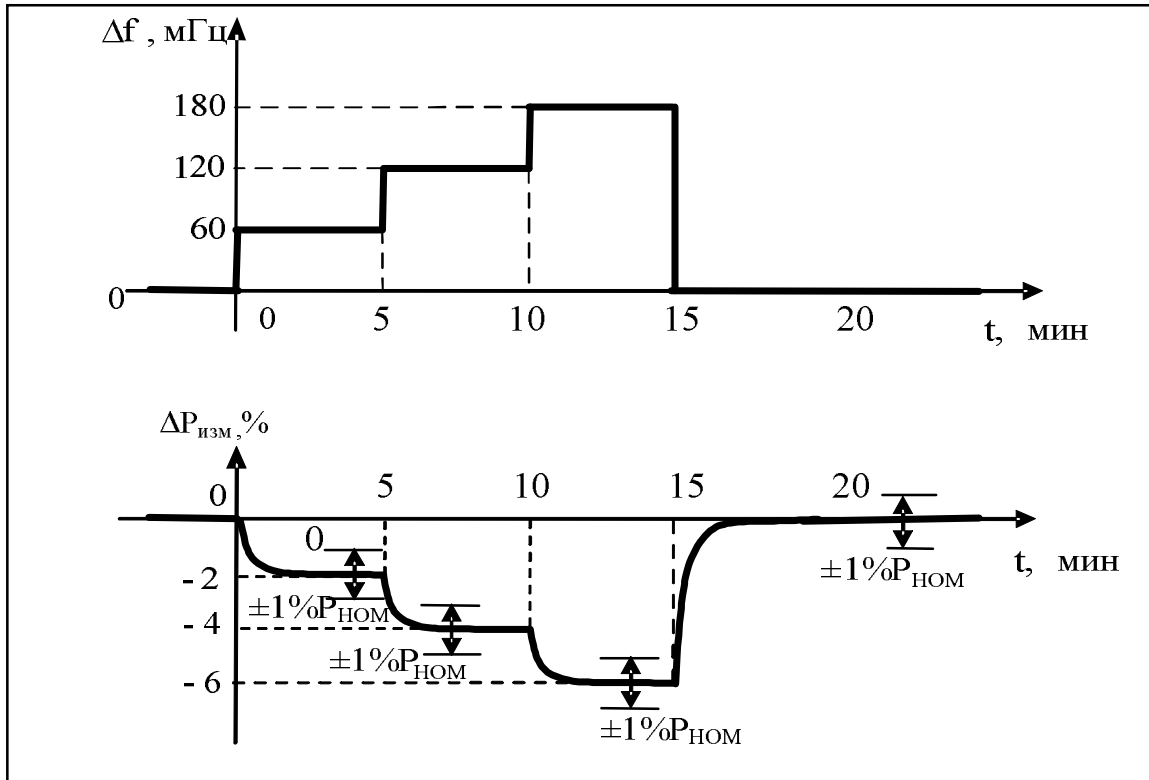 Δf , мГц
180
120
60
0
0 5 10 15 20
t, мин
ΔPизм,%
0 5 10 15 20
0
t, мин
±1%PНОМ
- 2
±1%PНОМ
- 4
±1%PНОМ
- 6
±1%PНОМ